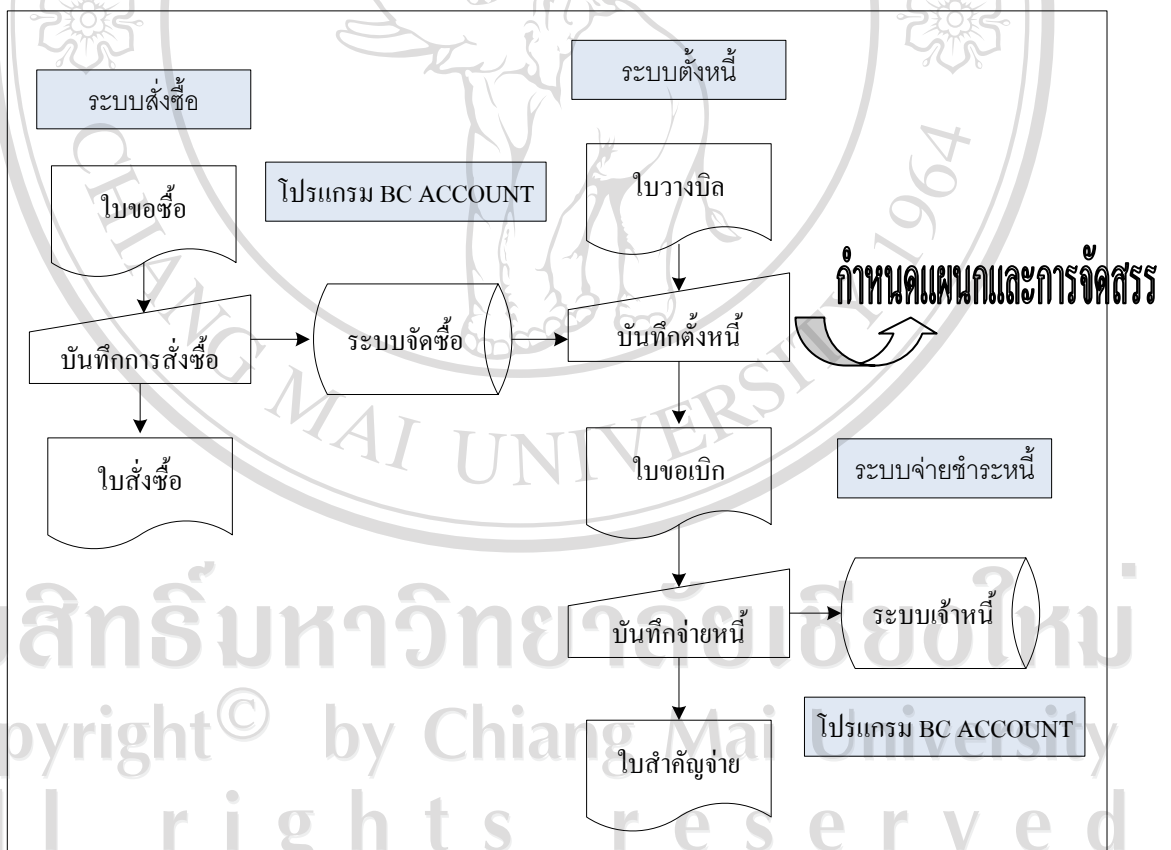 ระบบสั่งซื้อ
ระบบตั้งหนี้
ใบขอซื้อ
โปรแกรม BC ACCOUNT
ใบวางบิล
กำหนดแผนกและการจัดสรร
บันทึกการสั่งซื้อ
ระบบจัดซื้อ
บันทึกตั้งหนี้
ใบสั่งซื้อ
ใบขอเบิก
ระบบจ่ายชำระหนี้
บันทึกจ่ายหนี้
ระบบเจ้าหนี้
ใบสำคัญจ่าย
โปรแกรม BC ACCOUNT
CHIANG MAI UNIVERSITY 1964
สิทธิ์มหาวิทยาลัยเชียงใหม่
opyright© by Chiang Mai University
l rights reserved